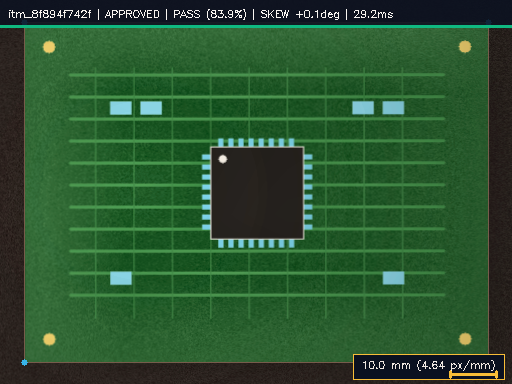 itm_8f894f742f | APPROVED | PASS (83.9%) | SKEW +0.1deg | 29.2ms
10.0 mm (4.64 px/mm)